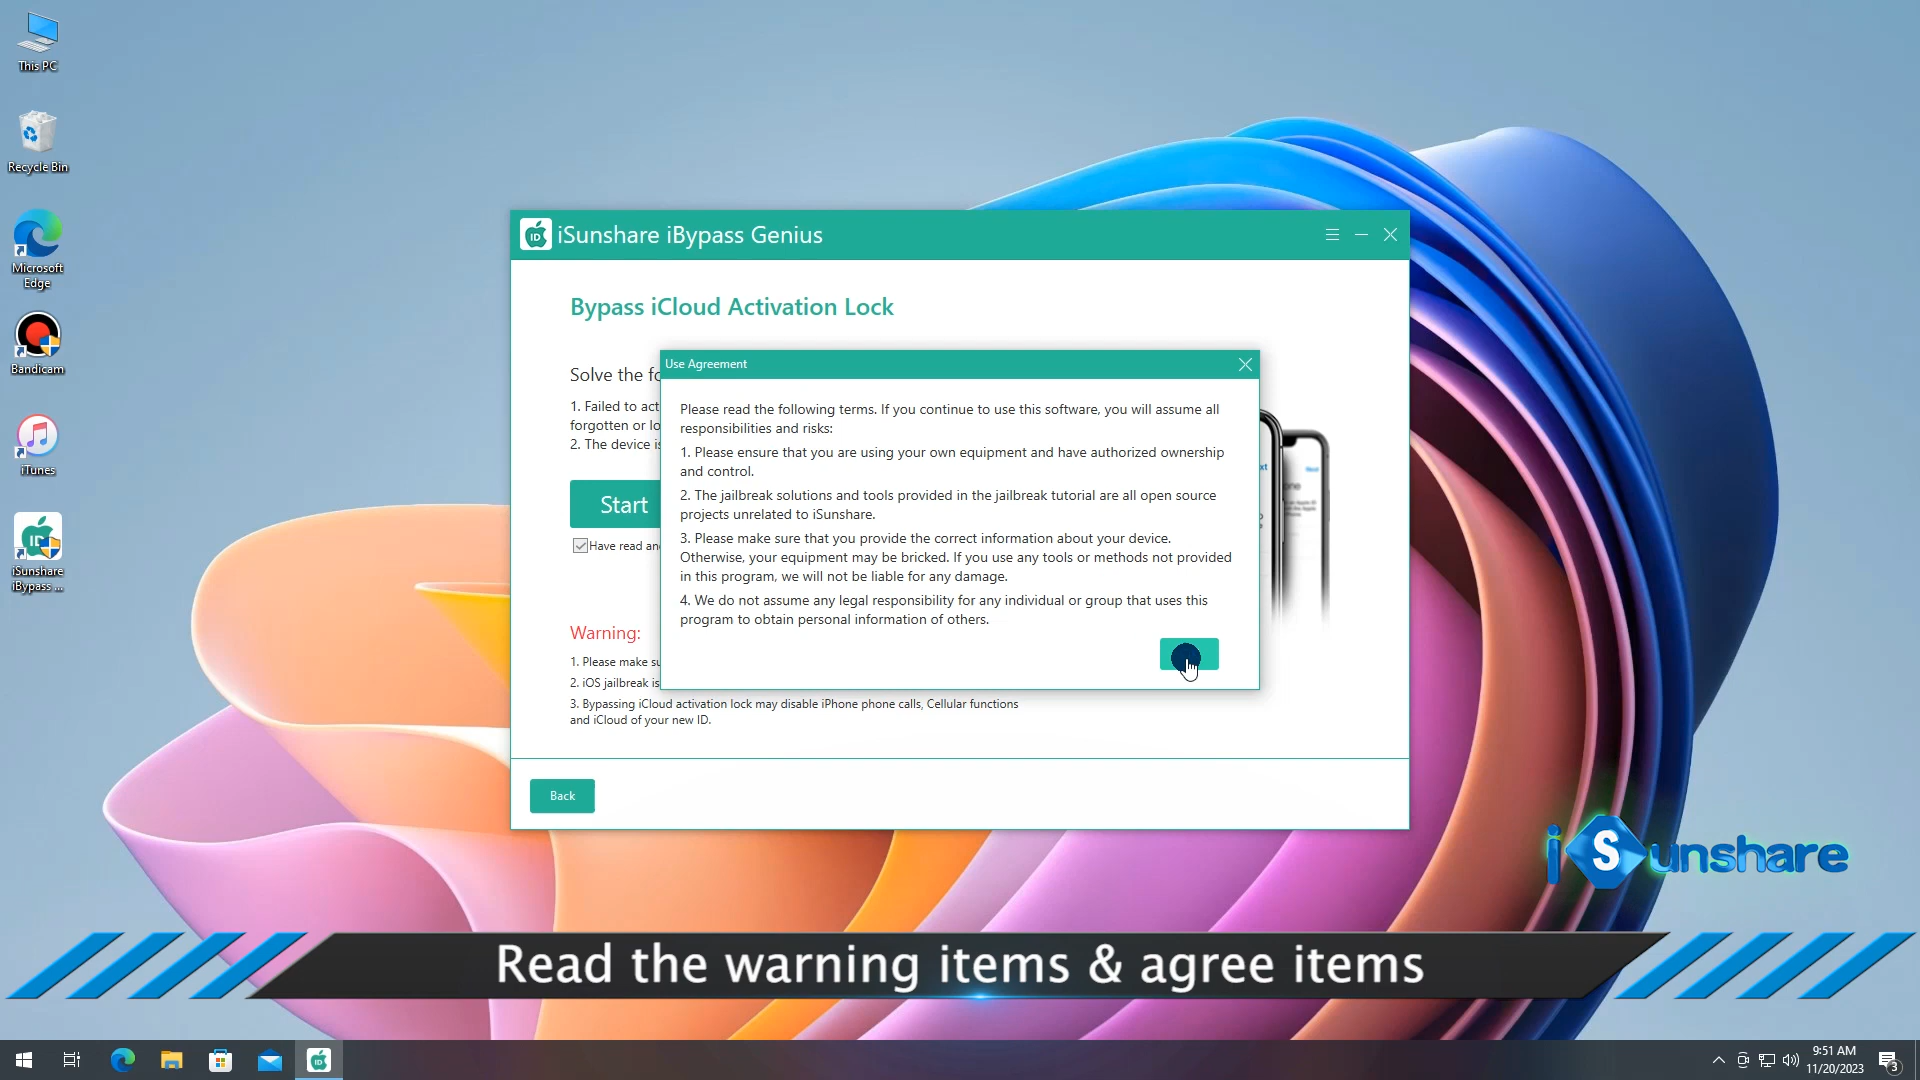 This PC
Recycle Bin
Microsoft
Edge
Bandicam
iTunes
iSunshare
iBypass ...
ID iSunshare iBypass Genius
Bypass iCloud Activation Lock
Solve the fo
1. Failed to act
forgotten or lo
2. The device is
Start
Have read an
Use Agreement
Please read the following terms. If you continue to use this software, you will assume all
responsibilities and risks:
1. Please ensure that you are using your own equipment and have authorized ownership
and control.
2. The jailbreak solutions and tools provided in the jailbreak tutorial are all open source
projects unrelated to iSunshare.
3. Please make sure that you provide the correct information about your device.
Otherwise, your equipment may be bricked. If you use any tools or methods not provided
in this program, we will not be liable for any damage.
4. We do not assume any legal responsibility for any individual or group that uses this
program to obtain personal information of others.
Warning:
1. Please make su
2. iOS jailbreak is
3. Bypassing iCloud activation lock may disable iPhone phone calls, Cellular functions
and iCloud of your new ID.
Back
iSunshare
Read the warning items & agree items
9:51 AM
11/20/2023
3